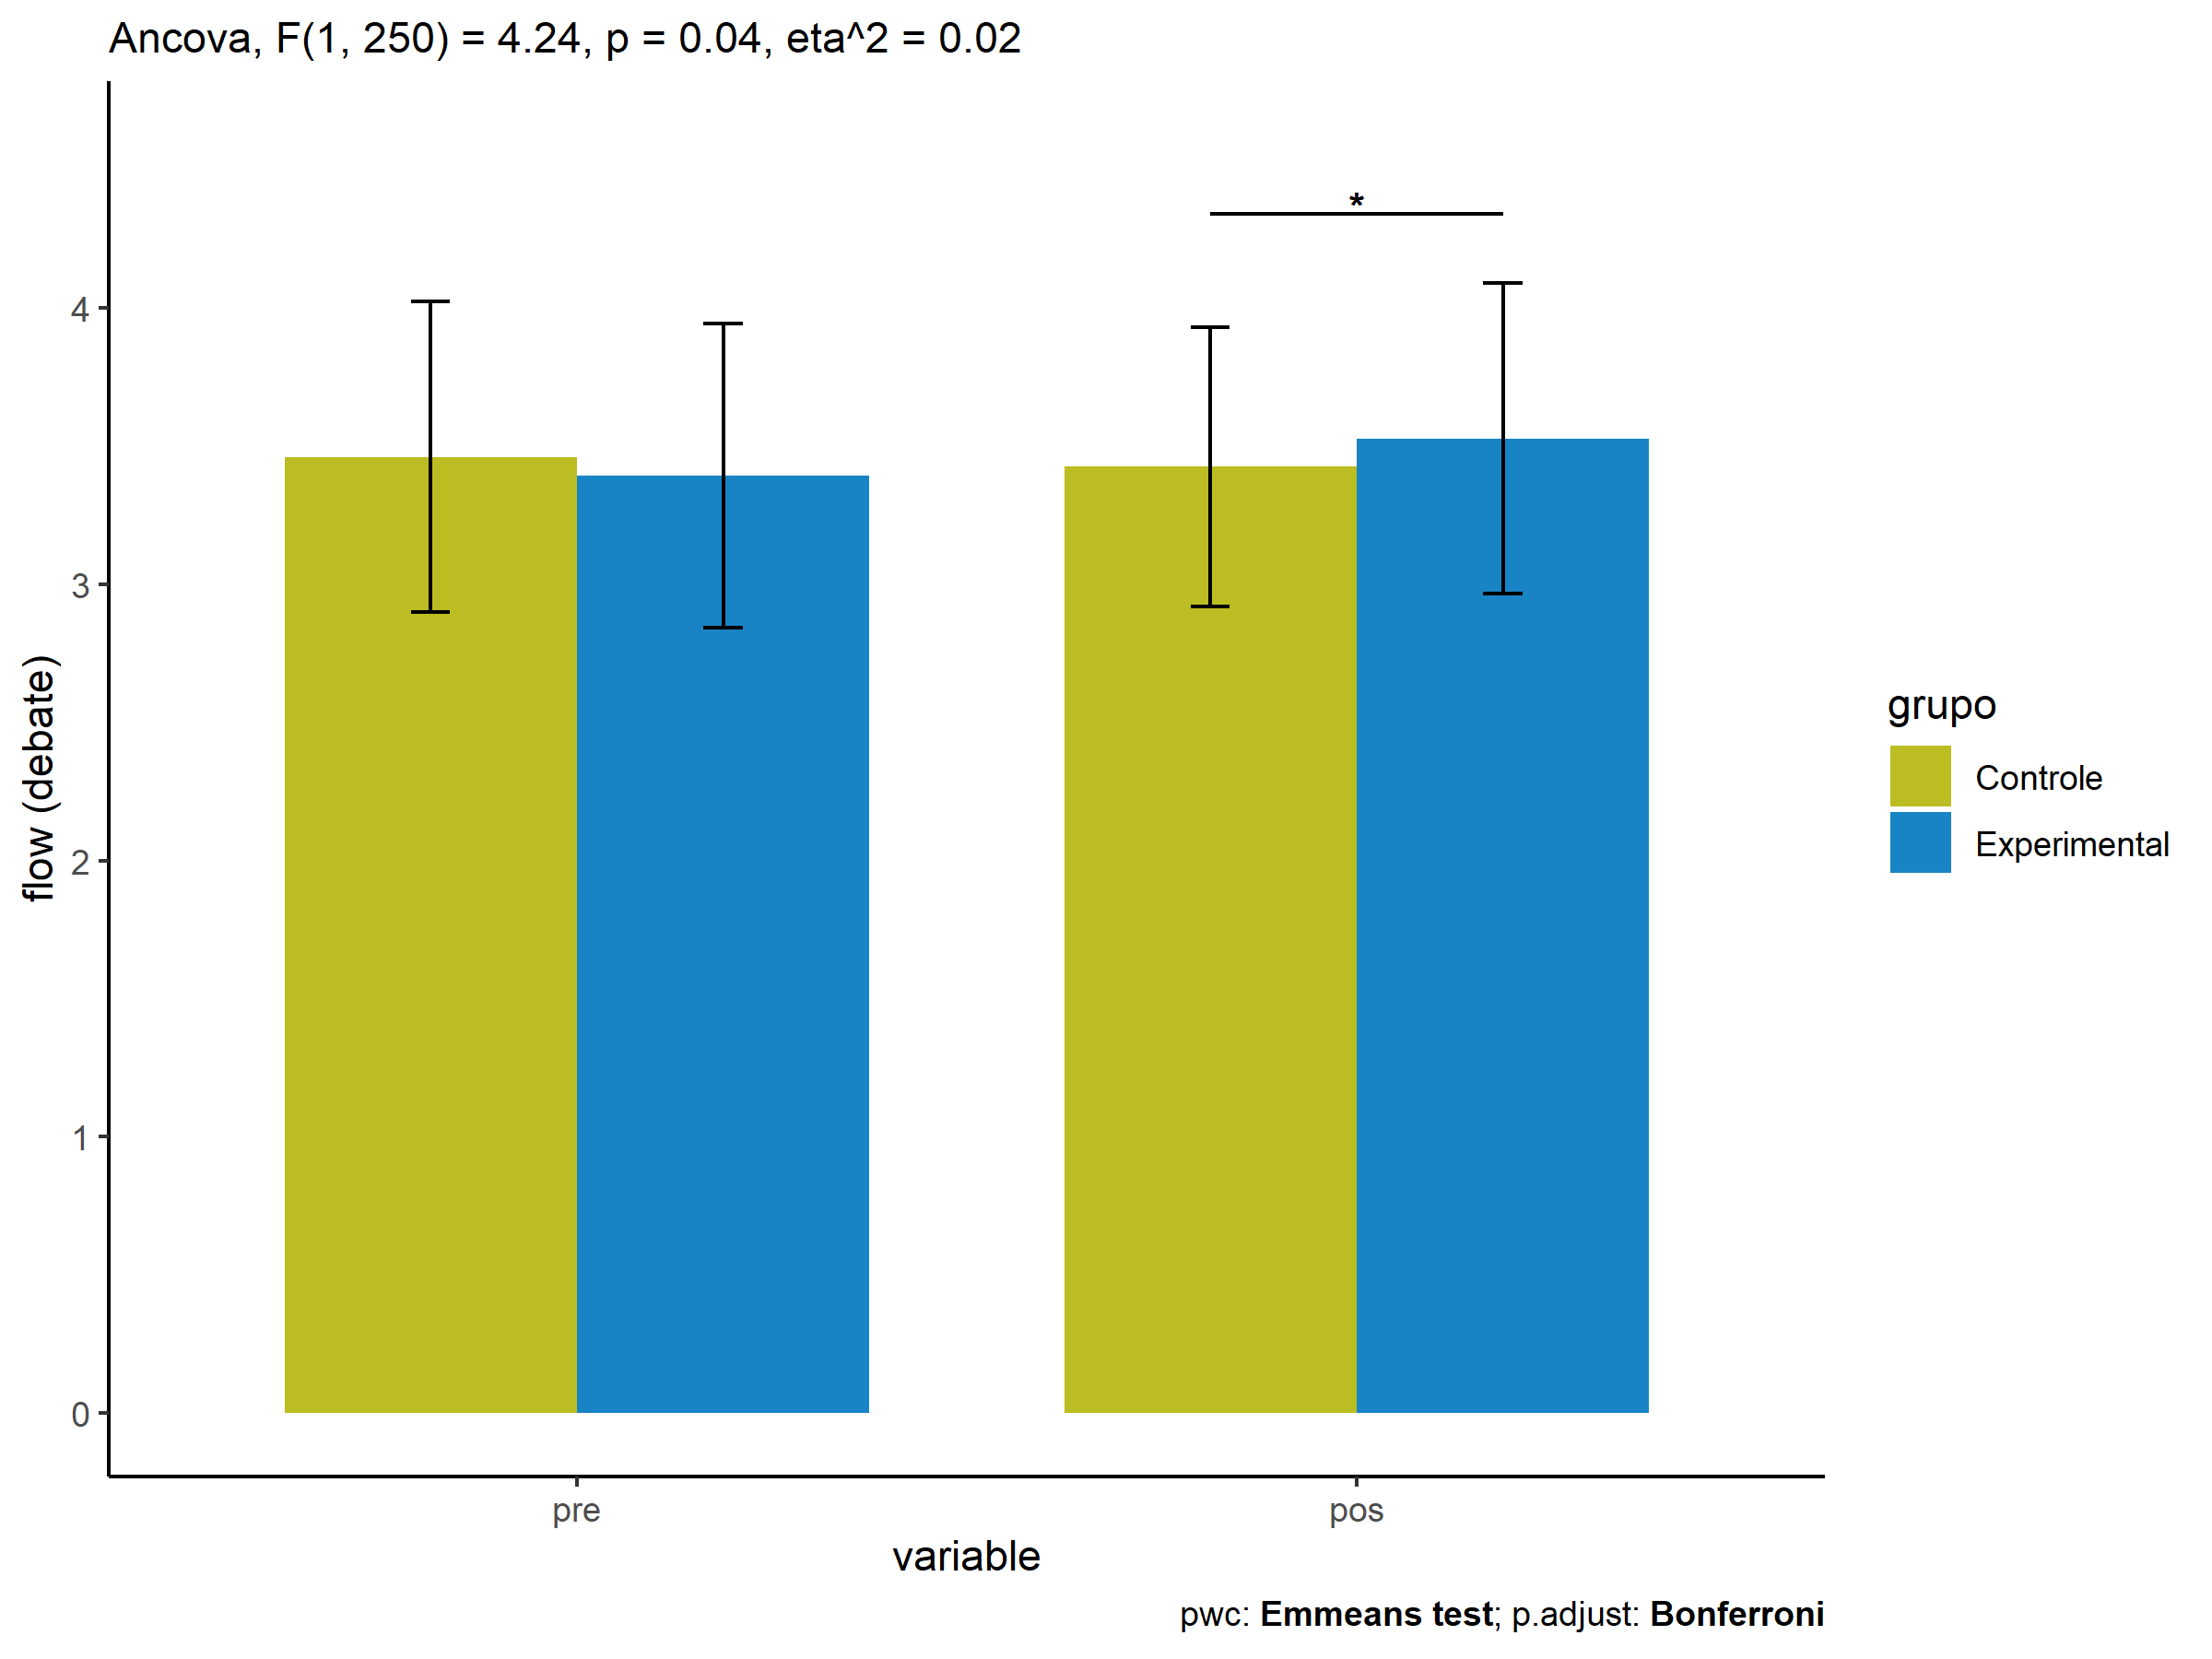 Ancova, F(1, 250) = 4.24, p = 0.04, eta^2 = 0.02
*
4
3
2
1
0
flow (debate)
pre
pos
variable
grupo
Controle
Experimental
pwc: Emmeans test; p.adjust: Bonferroni